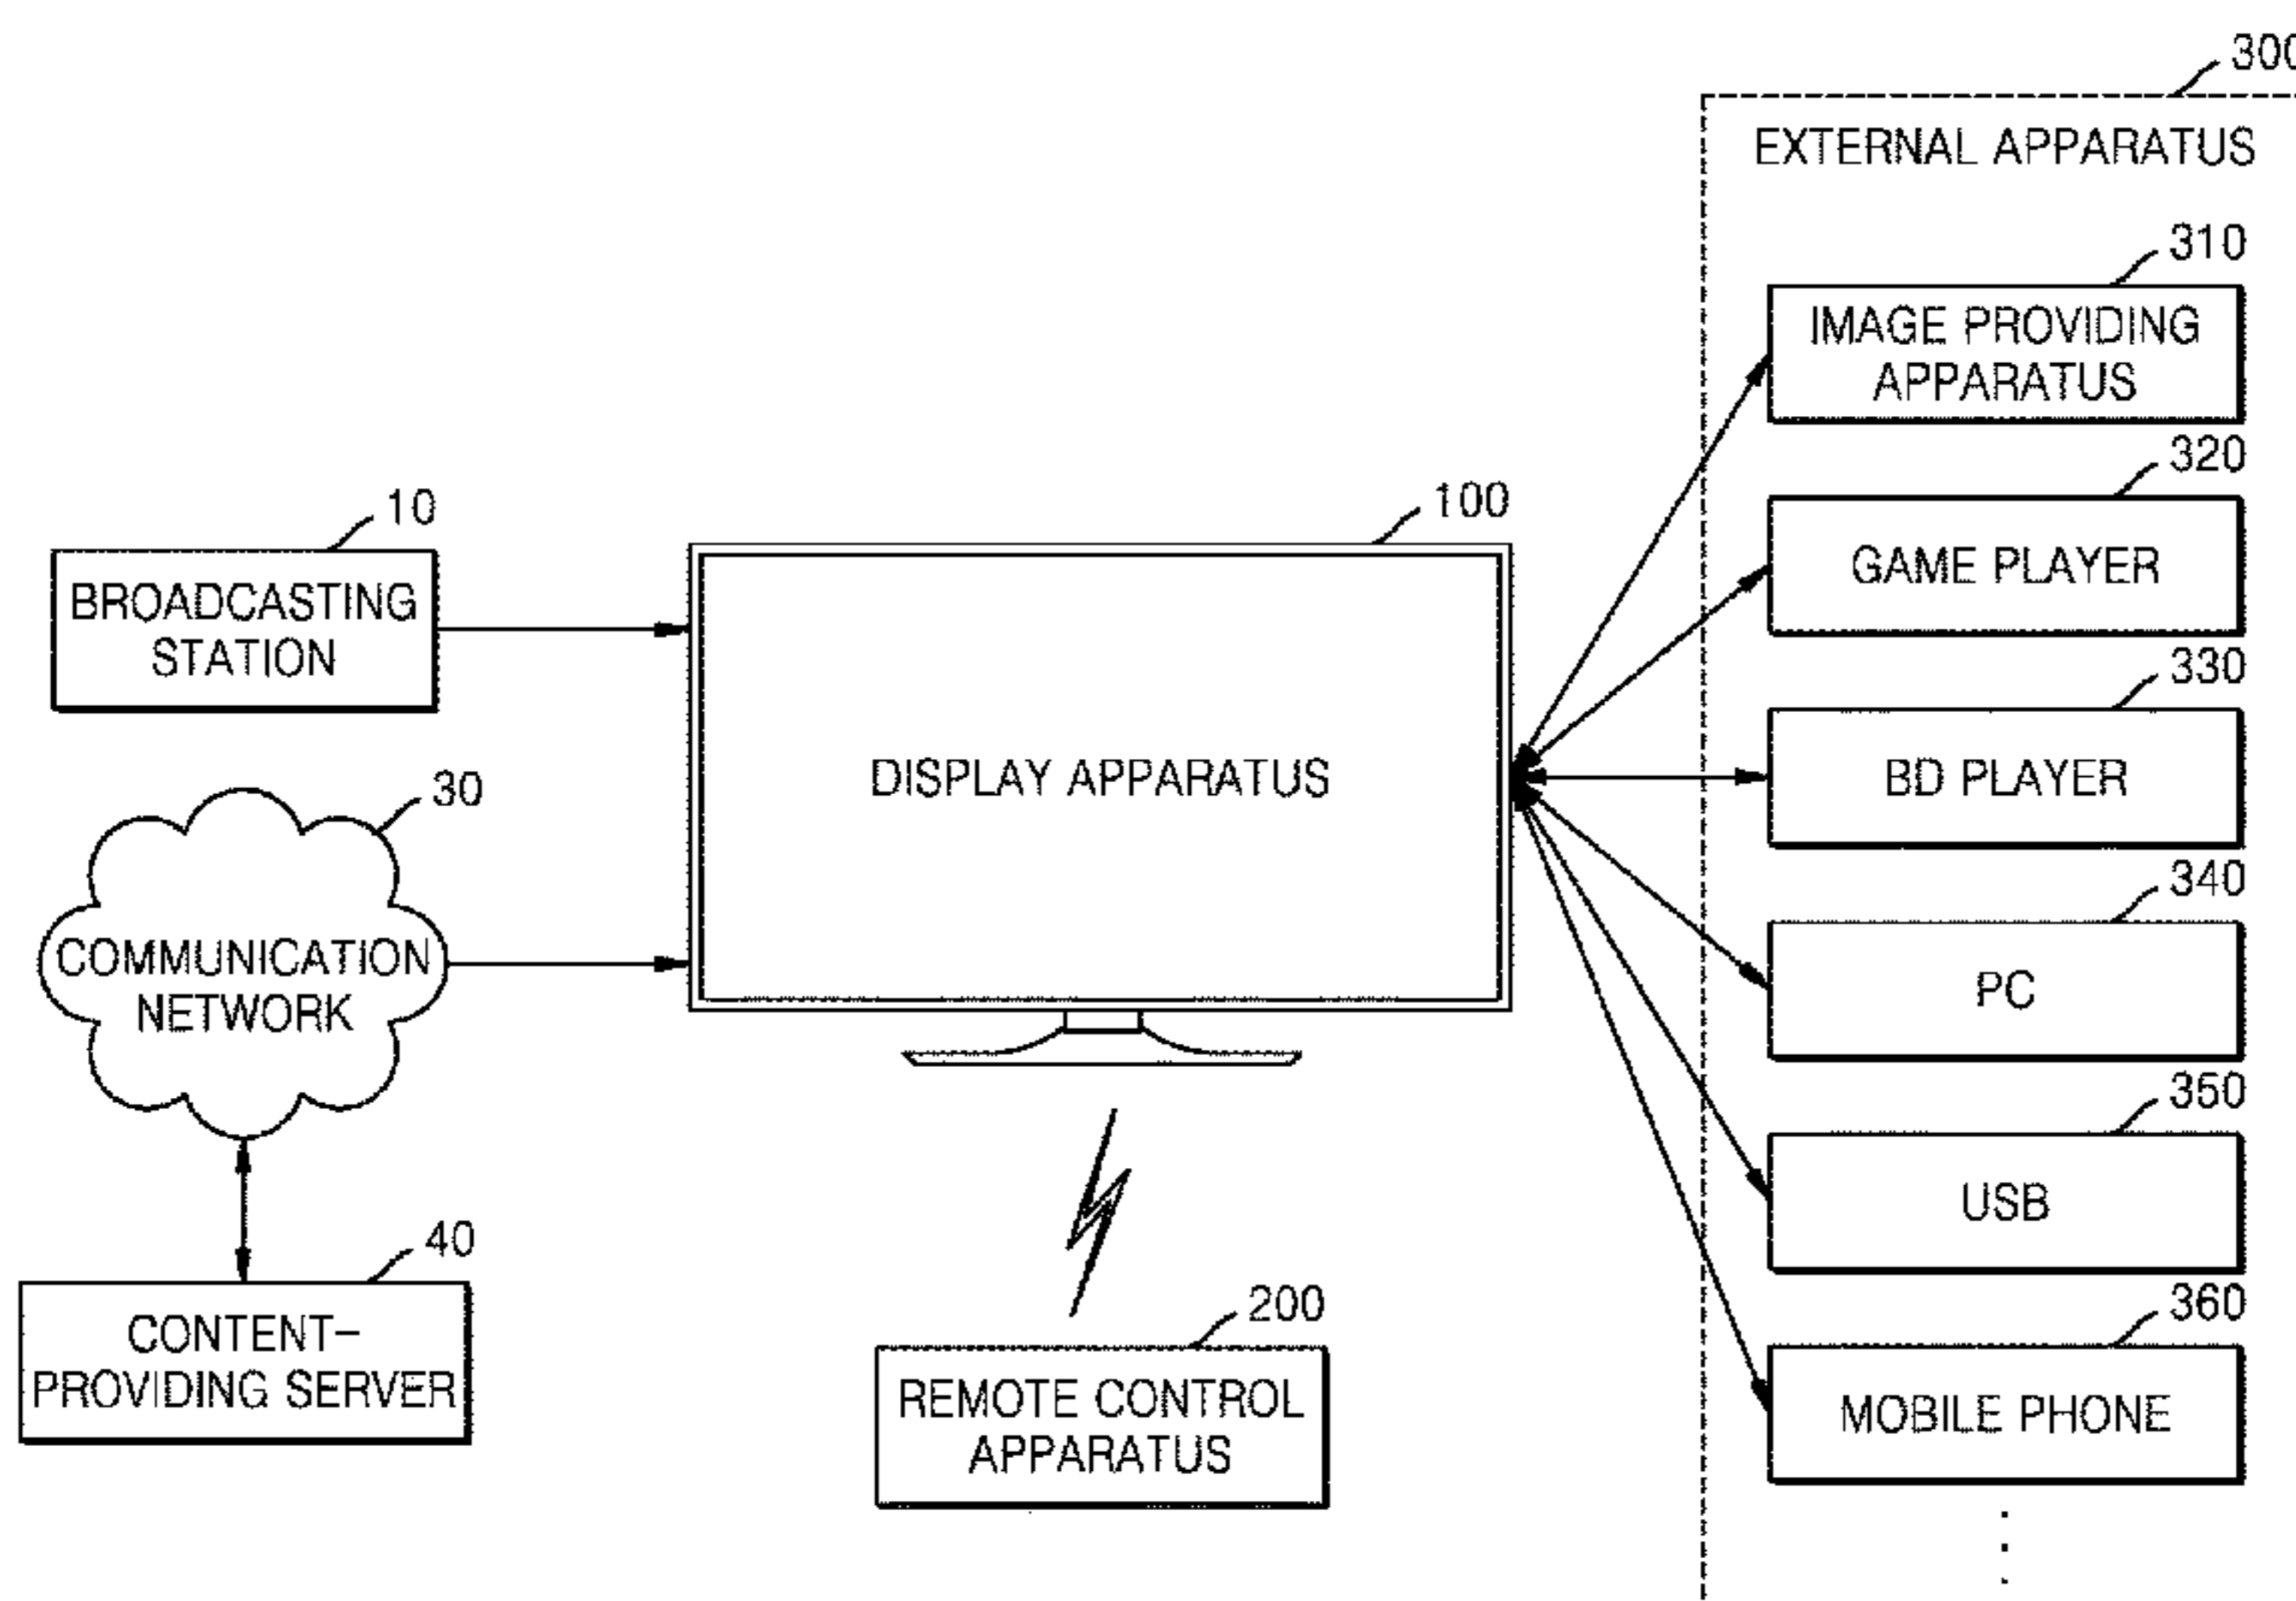 300
EXTERNAL APPARATUS
310
IMAGE PROVIDING
APPARATUS
320
GAME PLAYER
330
BD PLAYER
340
PC
350
USB
360
MOBILE PHONE
10
BROADCASTING
STATION
100
DISPLAY APPARATUS
30
COMMUNICATION
NETWORK
40
CONTENT-
PROVIDING SERVER
200
REMOTE CONTROL
APPARATUS